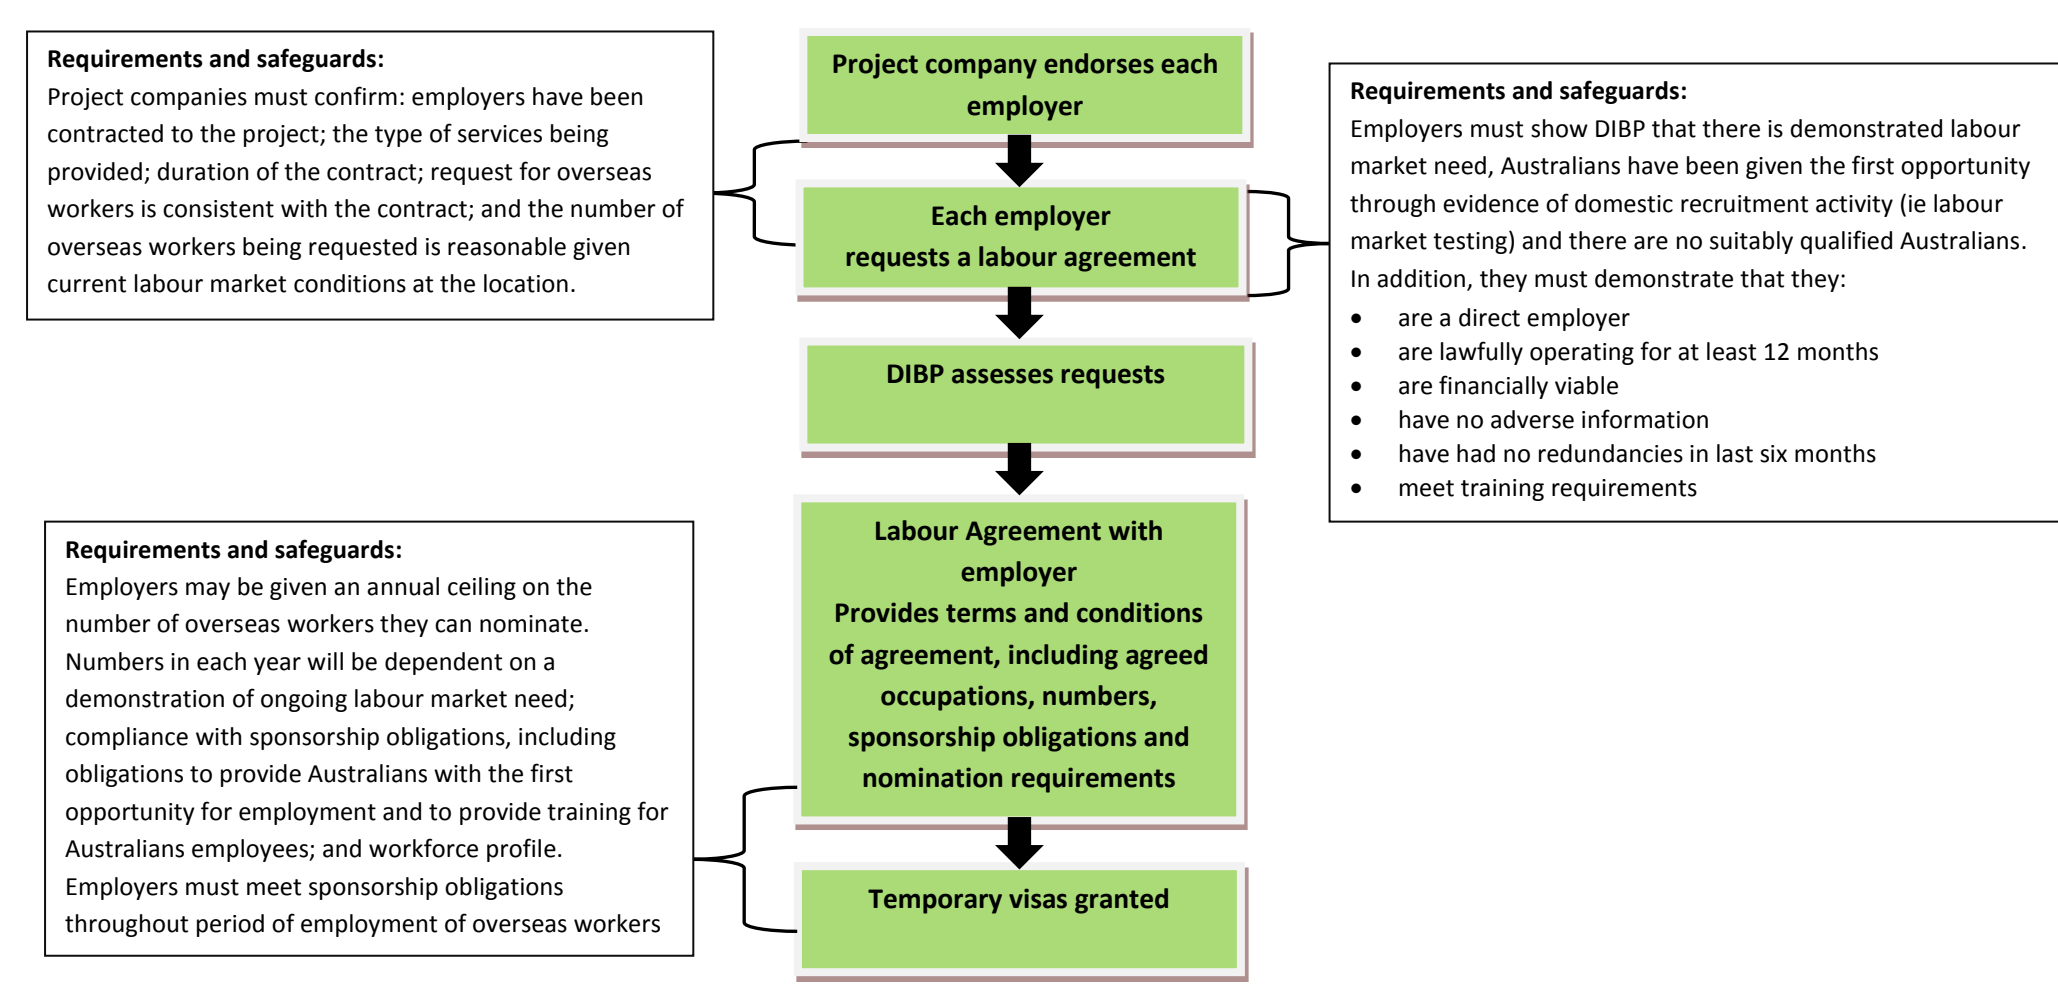 Requirements and safeguards:
Project companies must confirm: employers have been
contracted to the project; the type of services being
provided; duration of the contract; request for overseas
workers is consistent with the contract; and the number of
overseas workers being requested is reasonable given
current labour market conditions at the location.
Project company endorses each
employer
Each employer
requests a labour agreement
Requirements and safeguards:
Employers must show DIBP that there is demonstrated labour
market need, Australians have been given the first opportunity
through evidence of domestic recruitment activity (ie labour
market testing) and there are no suitably qualified Australians.
In addition, they must demonstrate that they:
• are a direct employer
• are lawfully operating for at least 12 months
• are financially viable
• have no adverse information
• have had no redundancies in last six months
• meet training requirements
DIBP assesses requests
Labour Agreement with
employer
Provides terms and conditions
of agreement, including agreed
occupations, numbers,
sponsorship obligations and
nomination requirements
Requirements and safeguards:
Employers may be given an annual ceiling on the
number of overseas workers they can nominate.
Numbers in each year will be dependent on a
demonstration of ongoing labour market need;
compliance with sponsorship obligations, including
obligations to provide Australians with the first
opportunity for employment and to provide training for
Australians employees; and workforce profile.
Employers must meet sponsorship obligations
throughout period of employment of overseas workers
Temporary visas granted